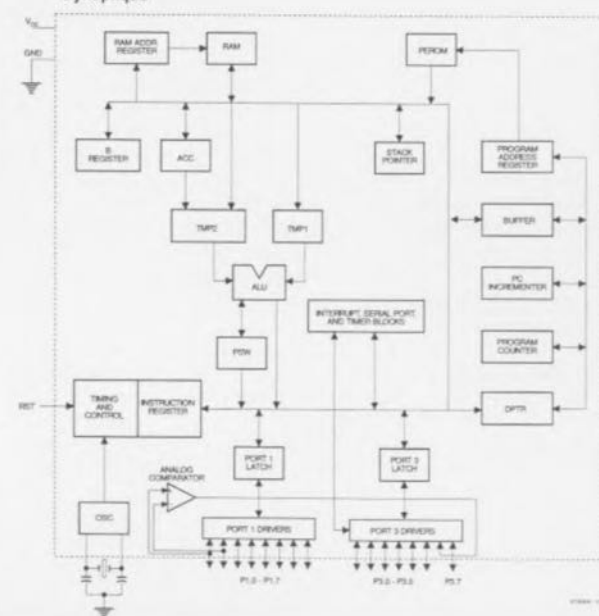 VCC
GND
RAM ADDR.
REGISTER
RAM
PEROM
B
REGISTER
ACC
STACK
POINTER
PROGRAM
ADDRESS
REGISTER
TMP2
TMP1
BUFFER
ALU
PC
INCREMENTER
INTERRUPT, SERIAL PORT,
AND TIMER BLOCKS
PSW
PROGRAM
COUNTER
RST
TIMING
AND
CONTROL
INSTRUCTION
REGISTER
DPTR
PORT 1
LATCH
PORT 3
LATCH
ANALOG
COMPARATOR
OSC
PORT 1 DRIVERS
PORT 3 DRIVERS
P1.0 - P1.7
P3.0 - P3.5
P3.7